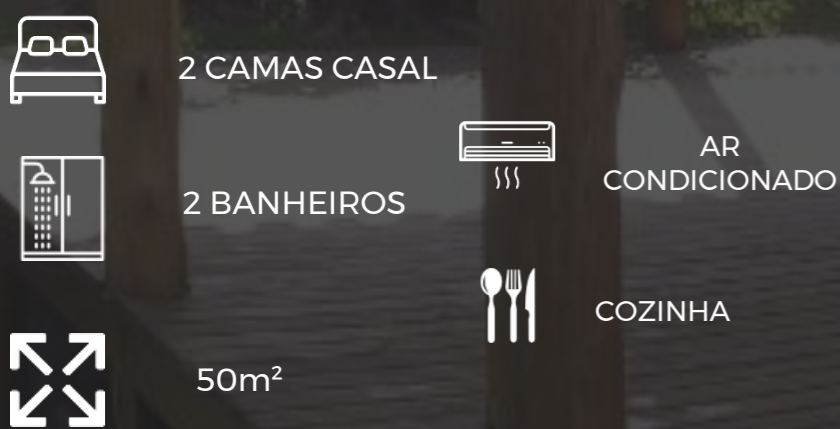 2 CAMAS CASAL
2 BANHEIROS
50m²
AR
CONDICIONADO
COZINHA